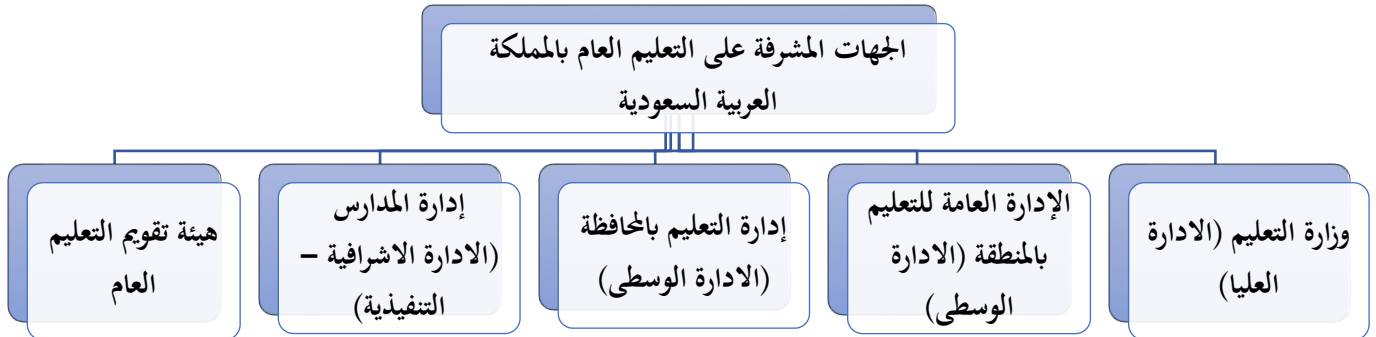 الجهات المشرفة على التعليم العام بالمملكة
العربية السعودية
وزارة التعليم (الادارة
العليا)
الإدارة العامة للتعليم
بالمنطقة (الادارة
الوسطى)
إدارة التعليم بالمحافظة
(الادارة الوسطى)
إدارة المدارس
(الادارة الاشرافية –
التنفيذية)
هيئة تقويم التعليم
العام